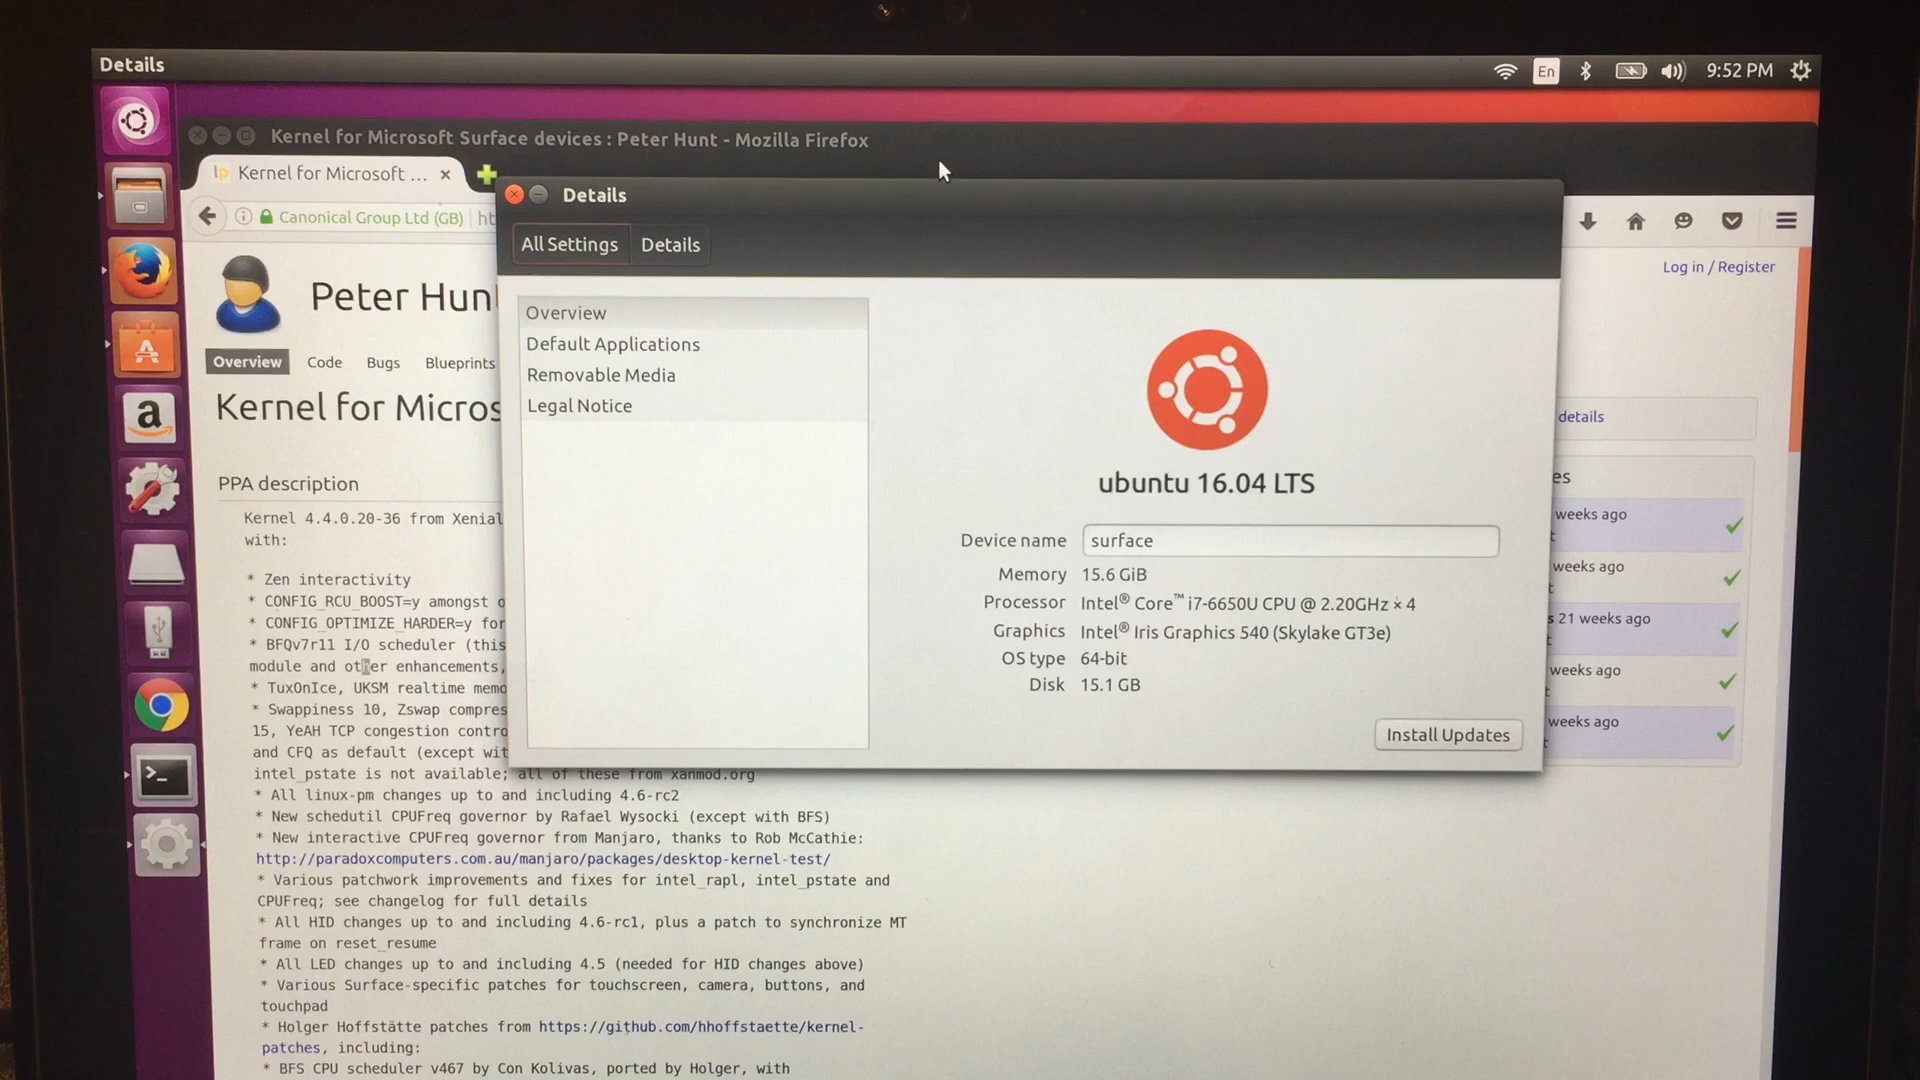 Details
En
9:52 PM
Kernel for Microsoft Surface devices : Peter Hunt - Mozilla Firefox
Kernel for Microsoft ...
Canonical Group Ltd (GB)
Details
All Settings
Details
Log in / Register
Peter Hun
Overview
Code
Bugs
Blueprints
Kernel for Micros
PPA description
Kernel 4.4.0.20-36 from Xenial
with:
* Zen interactivity
* CONFIG_RCU_BOOST=y amongst o
* CONFIG_OPTIMIZE_HARDER=y for
* BFQv7r11 I/O scheduler (this
module and other enhancements,
* TuxOnIce, UKSM realtime memo
* Swappiness 10, Zswap compres
15, YeAH TCP congestion contro
and CFQ as default (except wit
intel_pstate is not available; all of these from xanmod.org
* All linux-pm changes up to and including 4.6-rc2
* New schedutil CPUFreq governor by Rafael Wysocki (except with BFS)
* New interactive CPUFreq governor from Manjaro, thanks to Rob McCathie:
http://paradoxcomputers.com.au/manjaro/packages/desktop-kernel-test/
* Various patchwork improvements and fixes for intel_rapl, intel_pstate and
CPUFreq; see changelog for full details
* All HID changes up to and including 4.6-rc1, plus a patch to synchronize MT
frame on reset_resume
* All LED changes up to and including 4.5 (needed for HID changes above)
* Various Surface-specific patches for touchscreen, camera, buttons, and
touchpad
* Holger Hoffstätte patches from https://github.com/hhoffstaette/kernel-
patches, including:
* BFS CPU scheduler v467 by Con Kolivas, ported by Holger, with
Overview
Default Applications
Removable Media
Legal Notice
ubuntu 16.04 LTS
Device name surface
Memory 15.6 GiB
Processor Intel® Core™ i7-6650U CPU @ 2.20GHz × 4
Graphics Intel® Iris Graphics 540 (Skylake GT3e)
OS type 64-bit
Disk 15.1 GB
Install Updates
details
es
weeks ago
weeks ago
s 21 weeks ago
weeks ago
weeks ago